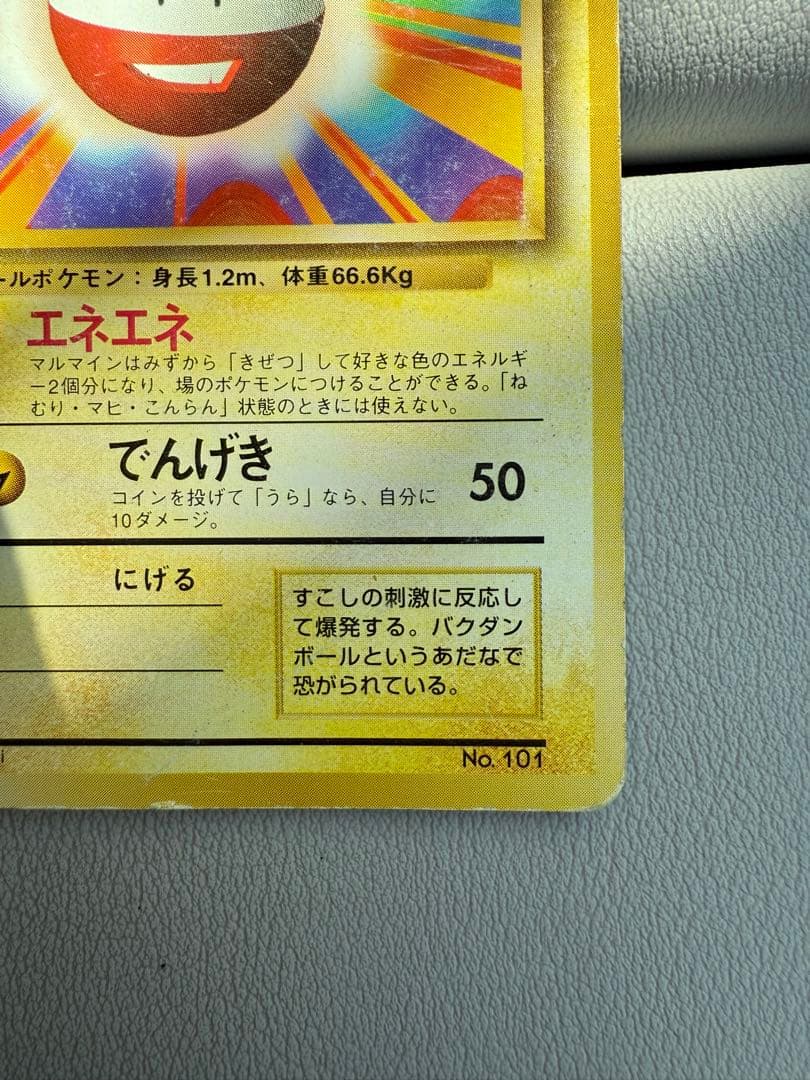 ールポケモン：身長1.2m、体重66.6Kg
エネエネ
マルマインはみずから「きぜつ」して好きな色のエネルギ
ー2個分になり、場のポケモンにつけることができる。「ね
むり・マヒ・こんらん」状態のときには使えない。
でんげき
50
コインを投げて「うら」なら、自分に
10ダメージ。
にげる
すこしの刺激に反応し
て爆発する。バクダン
ボールというあだなで
恐がられている。
i
No. 101